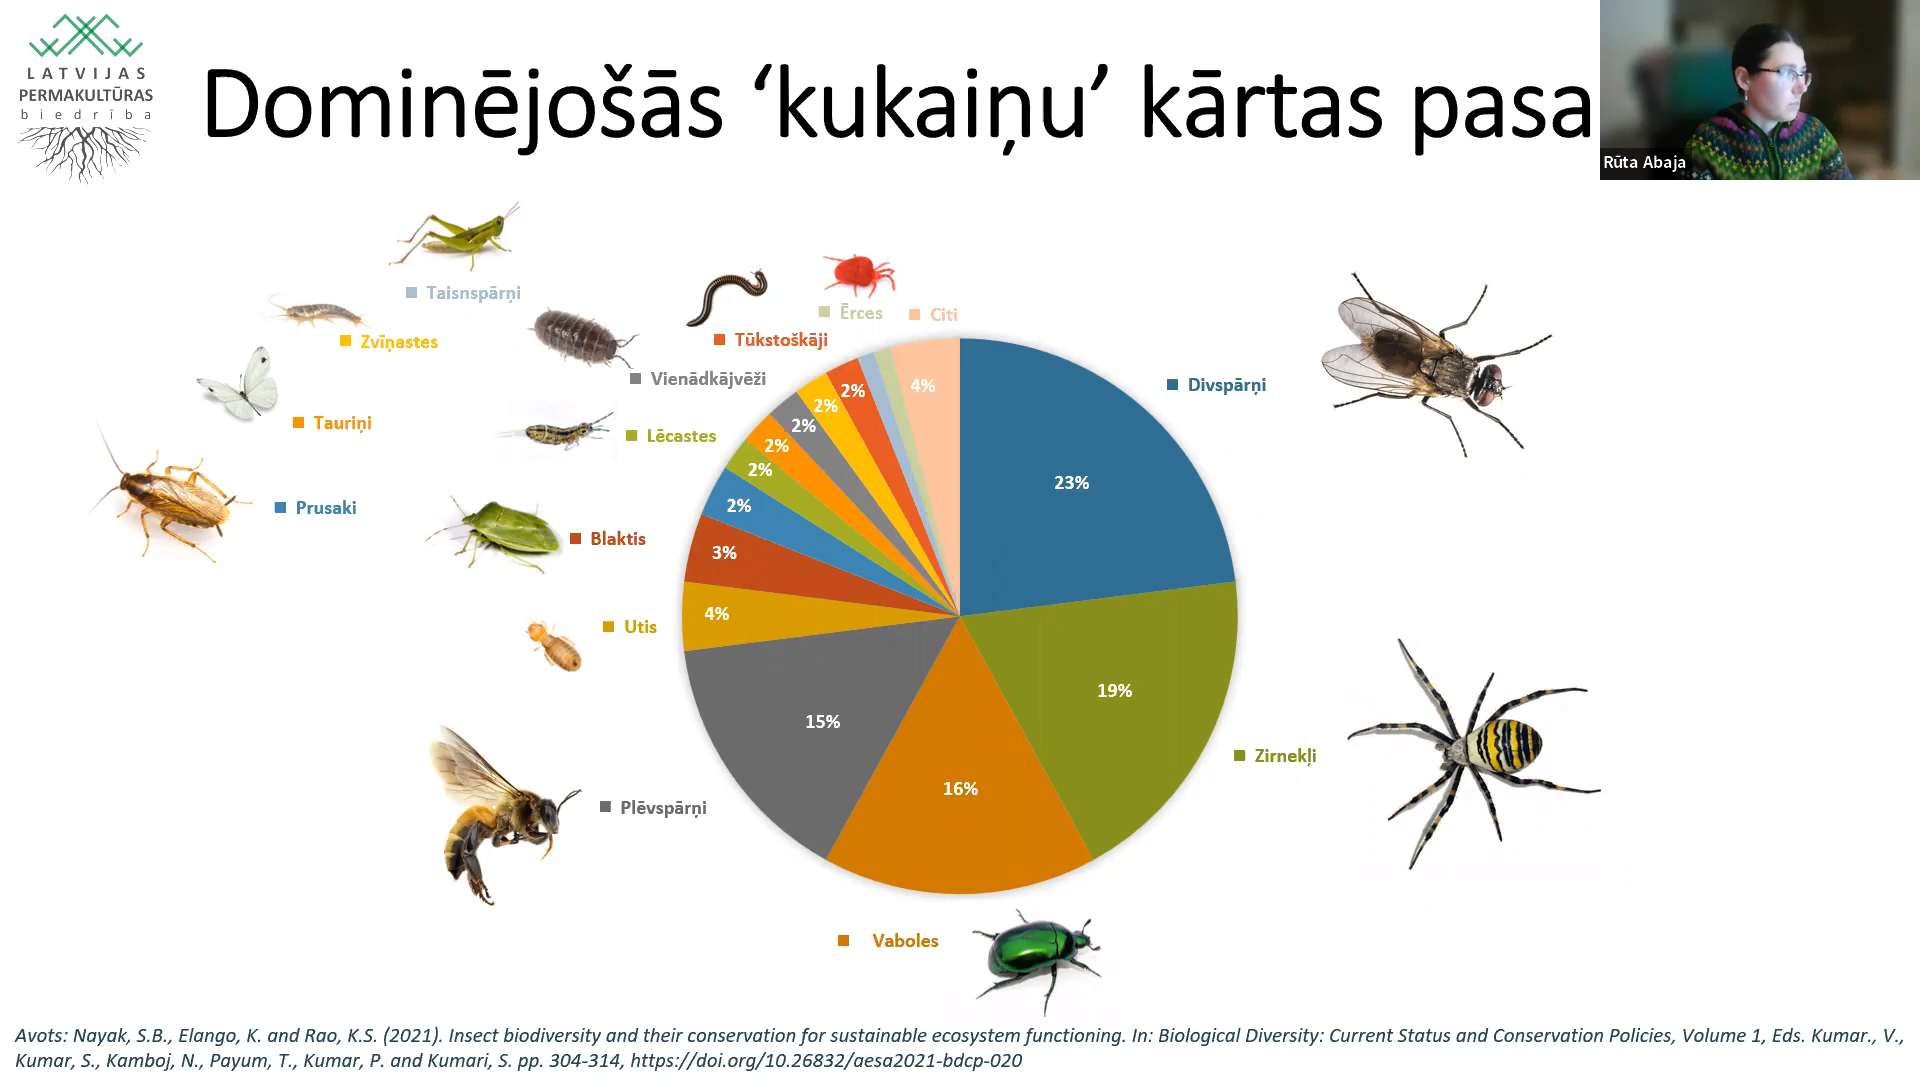 LATVIJAS
PERMAKULTŪRAS
biedrība
Dominējošās ‘kukaiņu’ kārtas pasa
Rūta Abaja
Taisnspārņi
Zvīņastes
Tauriņi
Prusaki
Vienādkājvēži
Lēcastes
Blaktis
Utis
Plēvspārņi
Tūkstoškāji
Ērces
Citi
Divspārņi
Zirnekļi
Vaboles
23%
19%
16%
15%
4%
3%
2%
2%
2%
2%
2%
2%
4%
Avots: Nayak, S.B., Elango, K. and Rao, K.S. (2021). Insect biodiversity and their conservation for sustainable ecosystem functioning. In: Biological Diversity: Current Status and Conservation Policies, Volume 1, Eds. Kumar., V.,
Kumar, S., Kamboj, N., Payum, T., Kumar, P. and Kumari, S. pp. 304-314, https://doi.org/10.26832/aesa2021-bdcp-020